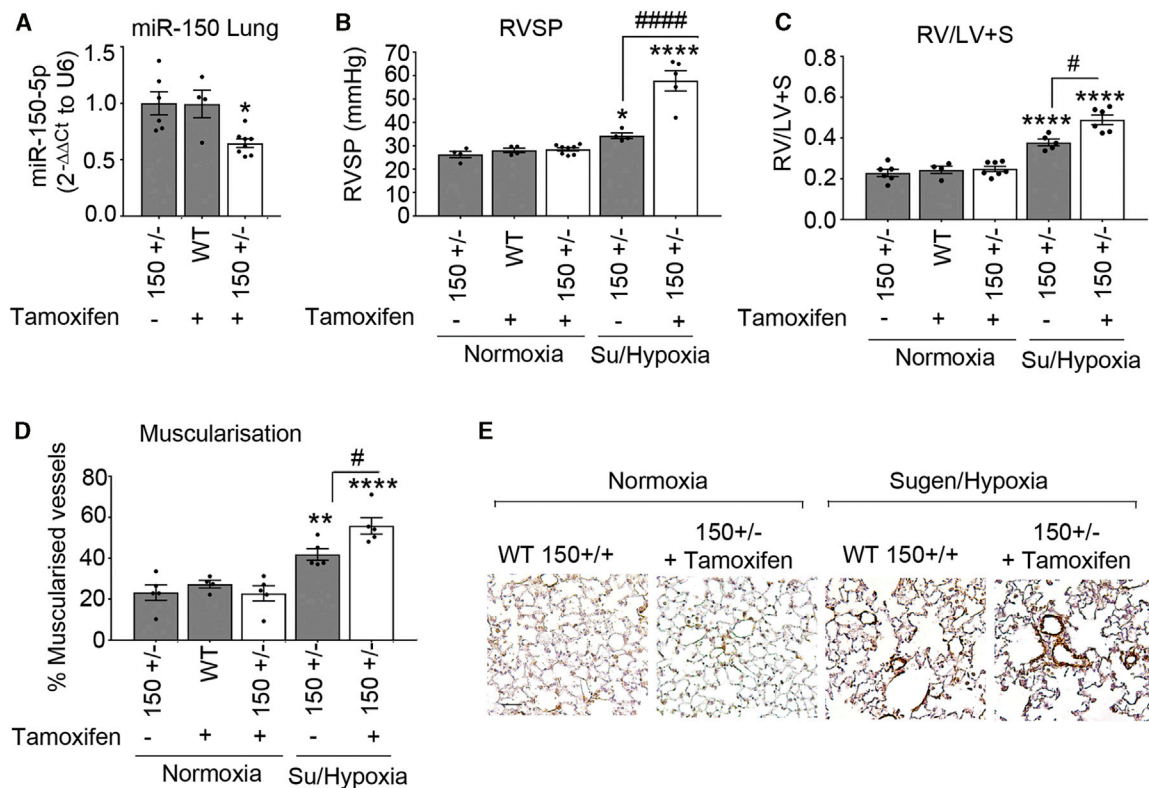 A
miR-150 Lung
miR-150-5p
(2-ΔΔCt to U6)
1.5
1.0
0.5
0.0
*
150 +/-
WT
150 +/-
Tamoxifen
- + +
B
RVSP
RVSP (mmHg)
70
60
50
40
30
20
10
0
####
****
*
150 +/-
WT
150 +/-
150 +/-
150 +/-
Tamoxifen
- + + - +
Normoxia
Su/Hypoxia
C
RV/LV+S
RV/LV+S
0.8
0.6
0.4
0.2
0.0
#
****
****
150 +/-
WT
150 +/-
150 +/-
150 +/-
Tamoxifen
- + + - +
Normoxia
Su/Hypoxia
D
Muscularisation
% Muscularised vessels
80
60
40
20
0
#
****
**
150 +/-
WT
150 +/-
150 +/-
150 +/-
Tamoxifen
- + + - +
Normoxia
Su/Hypoxia
E
Normoxia
Sugen/Hypoxia
WT 150+/+
150+/-
+ Tamoxifen
WT 150+/+
150+/-
+ Tamoxifen